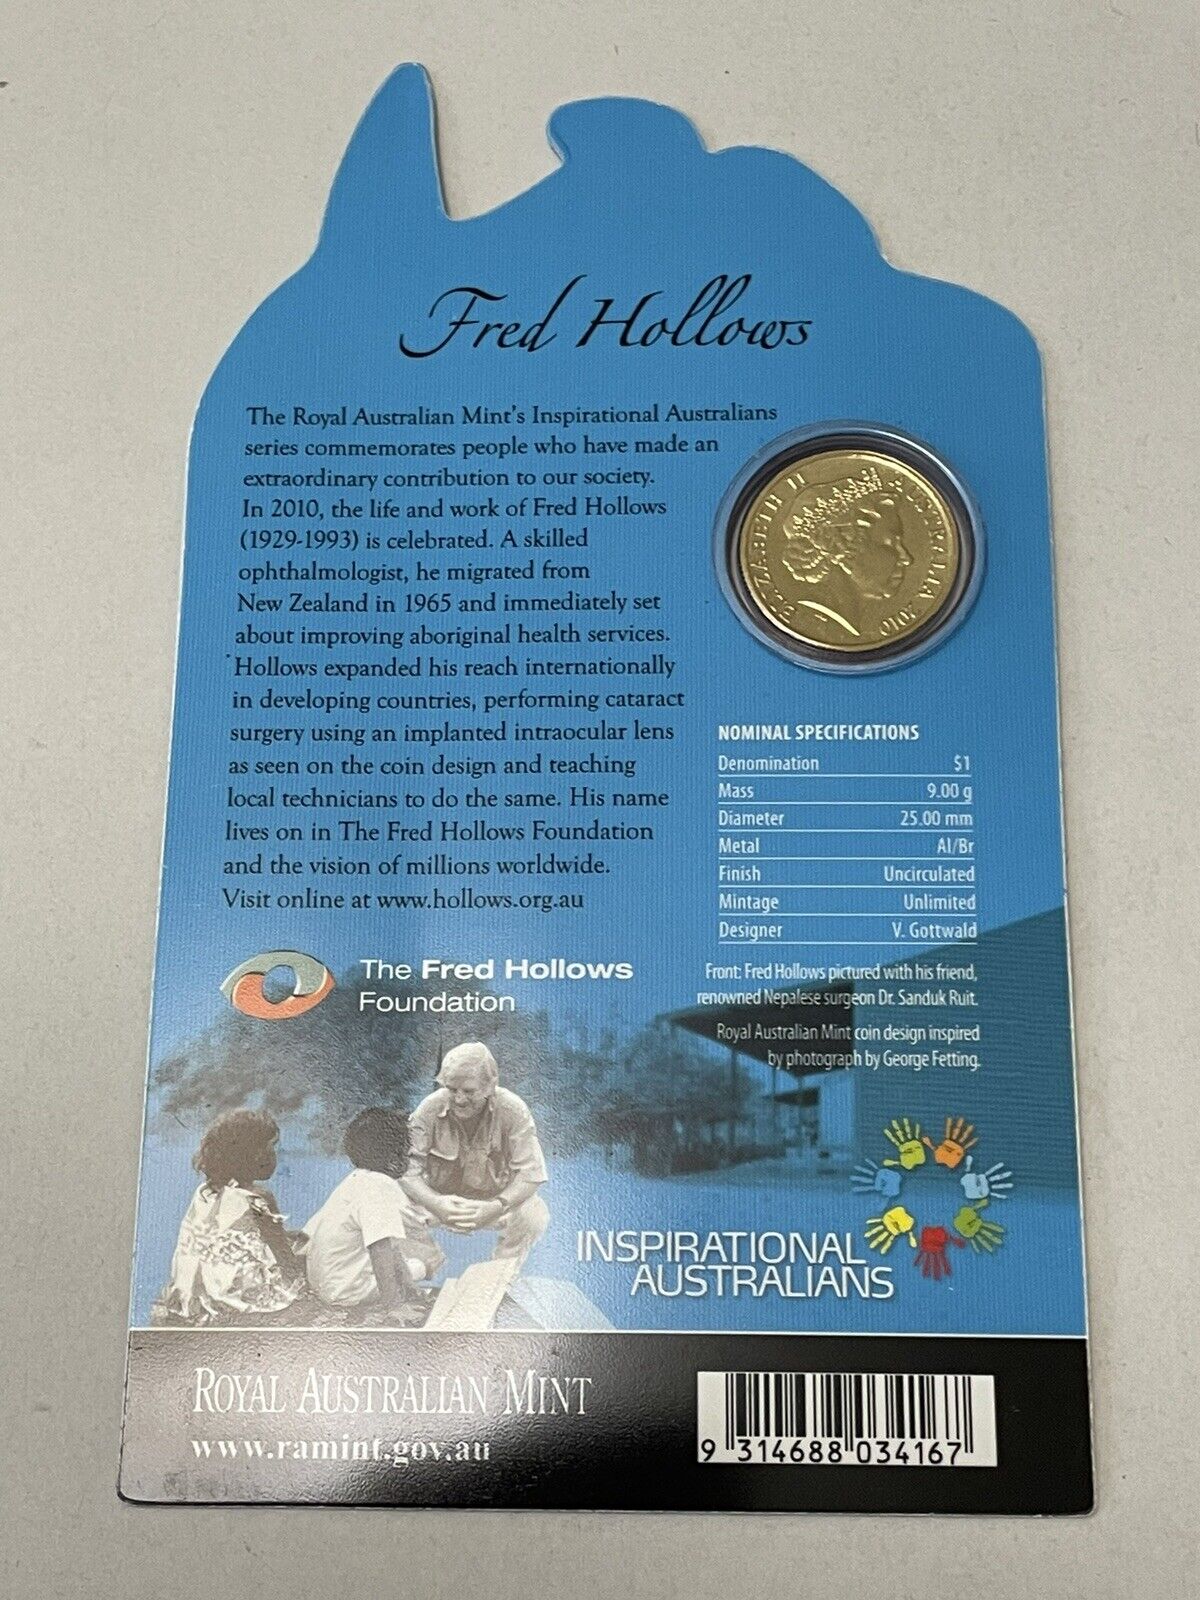 Fred Hollows
The Royal Australian Mint's Inspirational Australians
series commemorates people who have made an
extraordinary contribution to our society.
In 2010, the life and work of Fred Hollows
(1929-1993) is celebrated. A skilled
ophthalmologist, he migrated from
New Zealand in 1965 and immediately set
about improving aboriginal health services.
Hollows expanded his reach internationally
in developing countries, performing cataract
surgery using an implanted intraocular lens
as seen on the coin design and teaching
local technicians to do the same. His name
lives on in The Fred Hollows Foundation
and the vision of millions worldwide.
Visit online at www.hollows.org.au
ELIZABETH II AUSTRALIA 2010
NOMINAL SPECIFICATIONS
Denomination $1
Mass 9.00 g
Diameter 25.00 mm
Metal Al/Br
Finish Uncirculated
Mintage Unlimited
Designer V. Gottwald
Front: Fred Hollows pictured with his friend,
renowned Nepalese surgeon Dr. Sanduk Ruit.
Royal Australian Mint coin design inspired
by photograph by George Fetting.
The Fred Hollows
Foundation
INSPIRATIONAL
AUSTRALIANS
ROYAL AUSTRALIAN MINT
www.ramint.gov.au
9 314688 034167